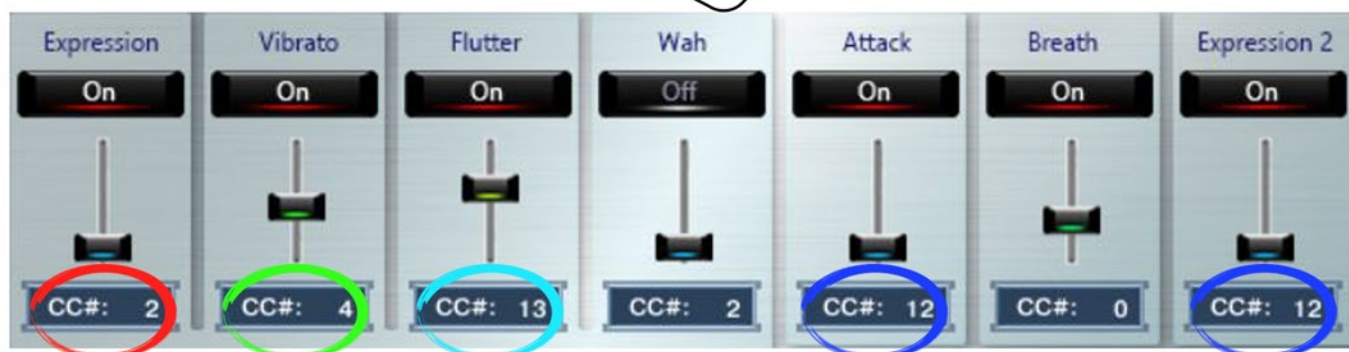 Expression Vibrato Flutter Wah Attack Breath Expression 2
On On On Off On On On
CC#: 2 CC#: 4 CC#: 13 CC#: 2 CC#: 12 CC#: 0 CC#: 12